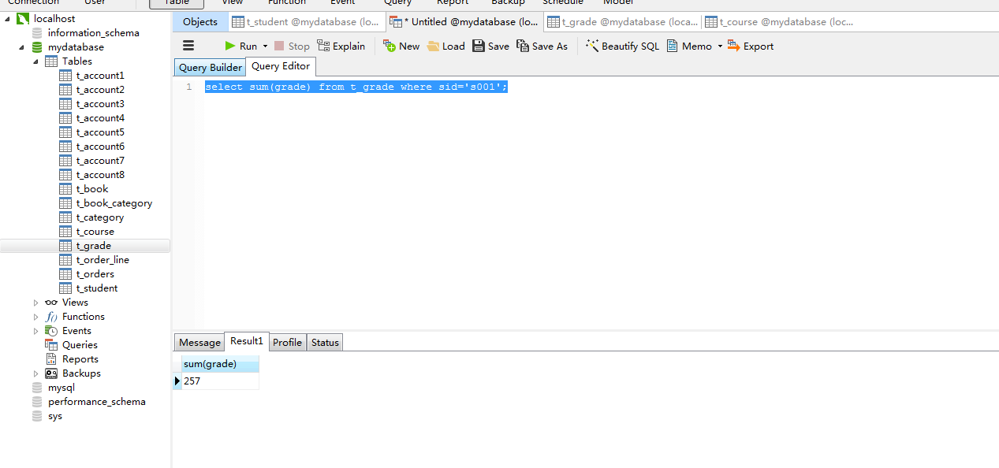 Connection User Table View Function Event Query Report Backup Schedule Model
localhost
information_schema
mydatabase
Tables
t_account1
t_account2
t_account3
t_account4
t_account5
t_account6
t_account7
t_account8
t_book
t_book_category
t_category
t_course
t_grade
t_order_line
t_orders
t_student
Views
f() Functions
Events
Queries
Reports
Backups
mysql
performance_schema
sys
Objects t_student @mydatabase (lo... * Untitled @mydatabase (lo... t_grade @mydatabase (loca... t_course @mydatabase (loc...
Run Stop Explain New Load Save Save As Beautify SQL Memo Export
Query Builder Query Editor
1 select sum(grade) from t_grade where sid='s001';
Message Result1 Profile Status
sum(grade)
257